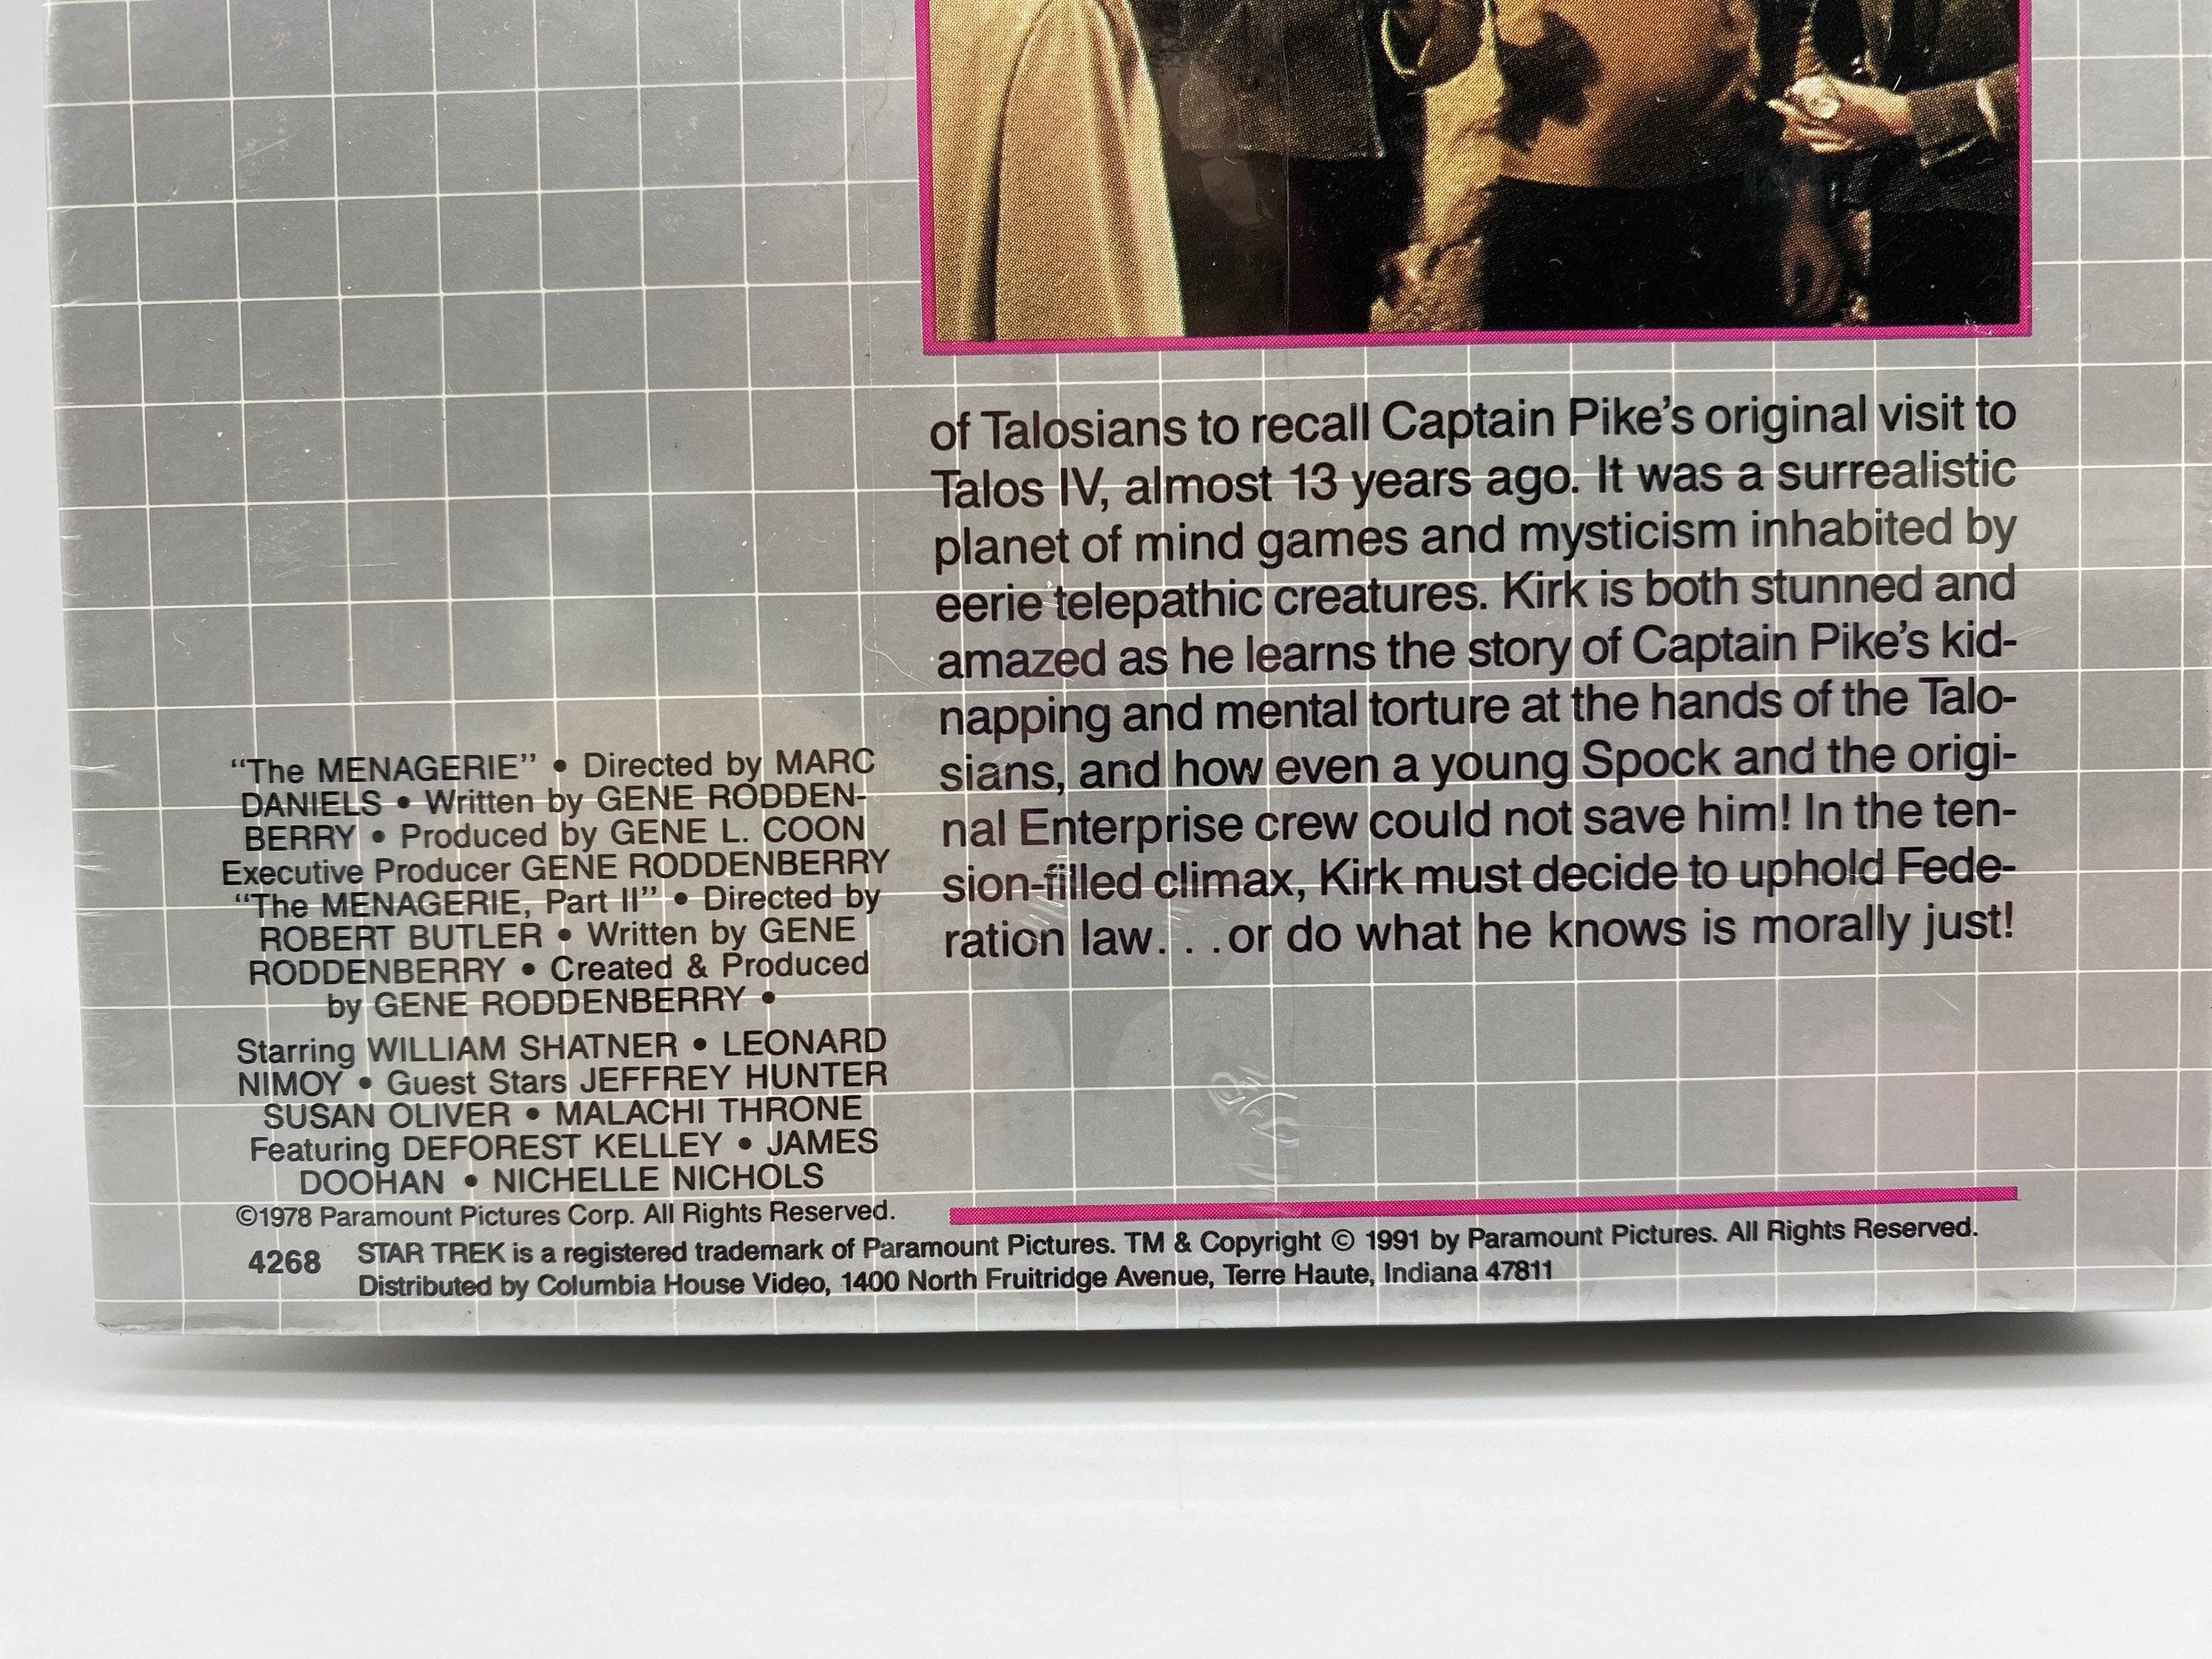 of Talosians to recall Captain Pike's original visit to
Talos IV, almost 13 years ago. It was a surrealistic
planet of mind games and mysticism inhabited by
eerie telepathic creatures. Kirk is both stunned and
amazed as he learns the story of Captain Pike's kid-
napping and mental torture at the hands of the Talo-
sians, and how even a young Spock and the origi-
nal Enterprise crew could not save him! In the ten-
sion-filled climax, Kirk must decide to uphold Fede-
ration law. . .or do what he knows is morally just!
“The MENAGERIE” • Directed by MARC
DANIELS • Written by GENE RODDEN-
BERRY • Produced by GENE L. COON
Executive Producer GENE RODDENBERRY
“The MENAGERIE, Part II” • Directed by
ROBERT BUTLER • Written by GENE
RODDENBERRY • Created & Produced
by GENE RODDENBERRY •
Starring WILLIAM SHATNER • LEONARD
NIMOY • Guest Stars JEFFREY HUNTER
SUSAN OLIVER • MALACHI THRONE
Featuring DEFOREST KELLEY • JAMES
DOOHAN • NICHELLE NICHOLS
©1978 Paramount Pictures Corp. All Rights Reserved.
4268 STAR TREK is a registered trademark of Paramount Pictures. TM & Copyright © 1991 by Paramount Pictures. All Rights Reserved.
Distributed by Columbia House Video, 1400 North Fruitridge Avenue, Terre Haute, Indiana 47811